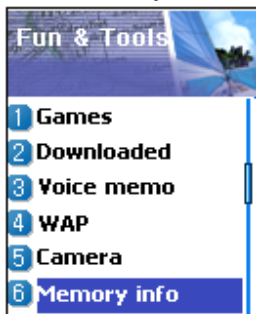 Fun & Tools
1 Games
2 Downloaded
3 Voice memo
4 WAP
5 Camera
6 Memory info